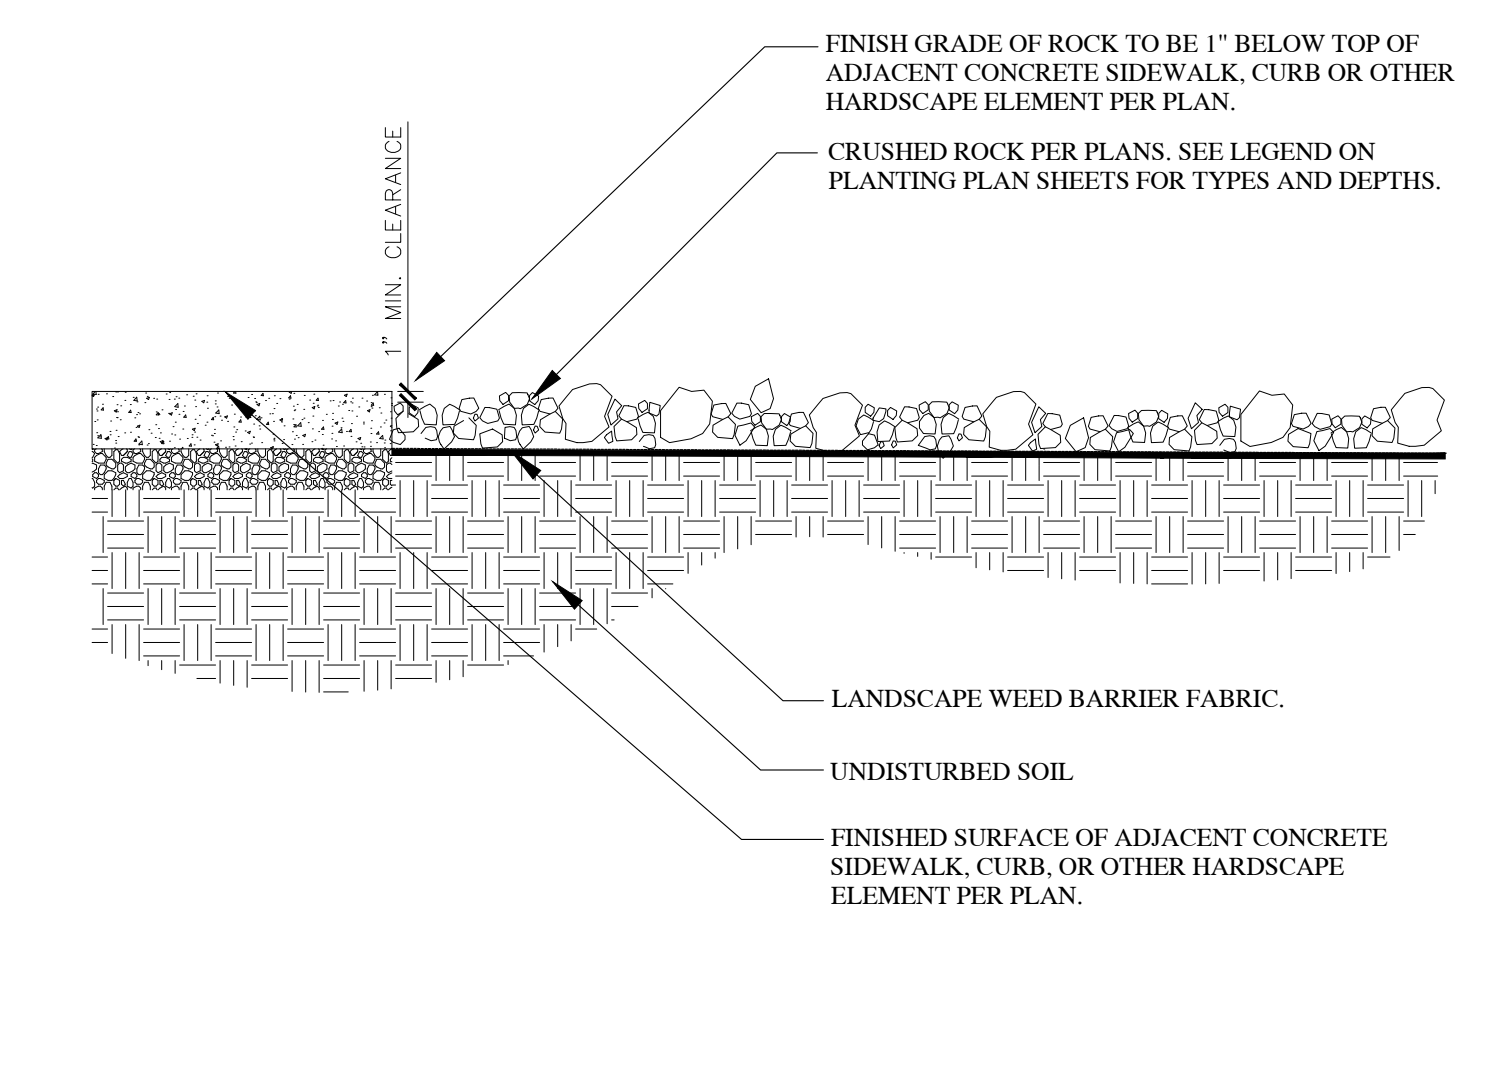 FINISH GRADE OF ROCK TO BE 1" BELOW TOP OF
ADJACENT CONCRETE SIDEWALK, CURB OR OTHER
HARDSCAPE ELEMENT PER PLAN.
CRUSHED ROCK PER PLANS. SEE LEGEND ON
PLANTING PLAN SHEETS FOR TYPES AND DEPTHS.
1” MIN. CLEARANCE
LANDSCAPE WEED BARRIER FABRIC.
UNDISTURBED SOIL
FINISHED SURFACE OF ADJACENT CONCRETE
SIDEWALK, CURB, OR OTHER HARDSCAPE
ELEMENT PER PLAN.